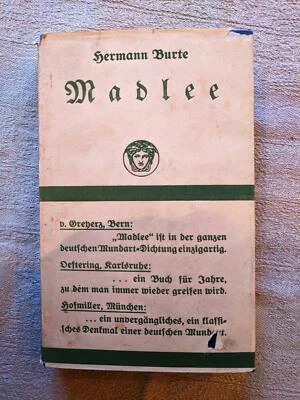 Hermann Burte
Madlee
v. Greyerz, Bern:
„Madlee“ ist in der ganzen
deutschen Mundart-Dichtung einzigartig.
Oeftering, Karlsruhe:
... ein Buch für Jahre,
zu dem man immer wieder greifen wird.
Hofmiller, München:
... ein unvergängliches, ein klassi-
sches Denkmal einer deutschen Mundart.